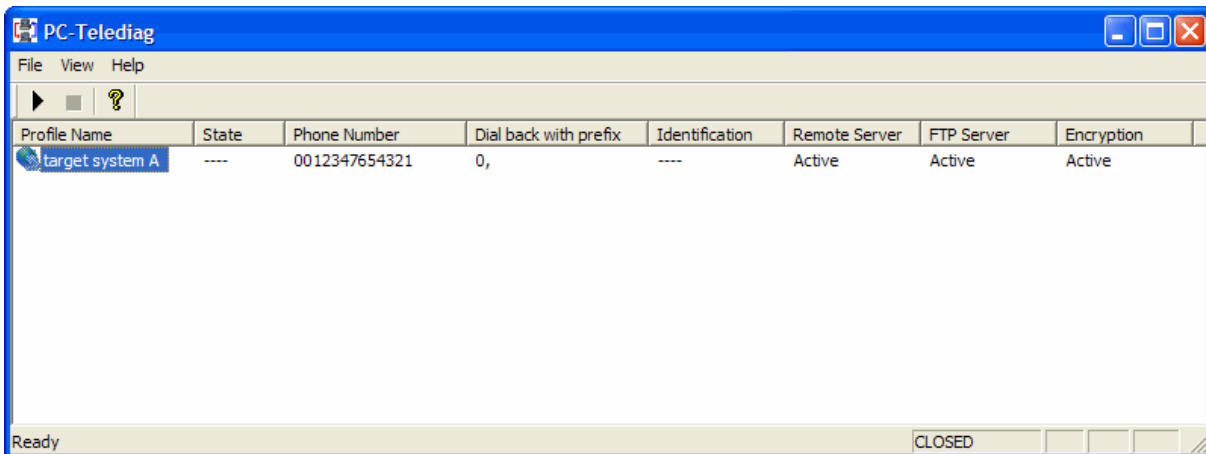 PC-Telediag
File View Help
Profile Name State Phone Number Dial back with prefix Identification Remote Server FTP Server Encryption
target system A ---- 0012347654321 0, ---- Active Active Active
Ready CLOSED